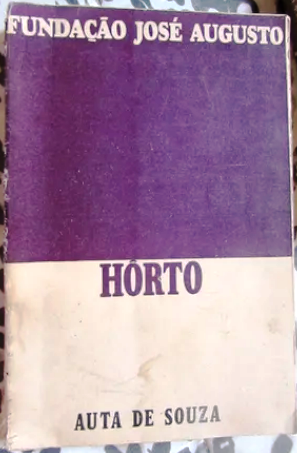 FUNDAÇÃO JOSÉ AUGUSTO
HÔRTO
AUTA DE SOUZA